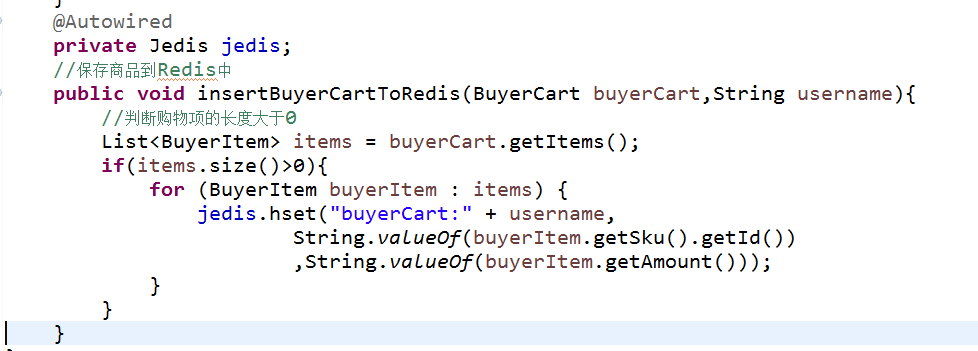 }
@Autowired
private Jedis jedis;
//保存商品到Redis中
public void insertBuyerCartToRedis(BuyerCart buyerCart,String username){
//判断购物项的长度大于0
List<BuyerItem> items = buyerCart.getItems();
if(items.size()>0){
for (BuyerItem buyerItem : items) {
jedis.hset("buyerCart:" + username,
String.valueOf(buyerItem.getSku().getId())
,String.valueOf(buyerItem.getAmount()));
}
}
}